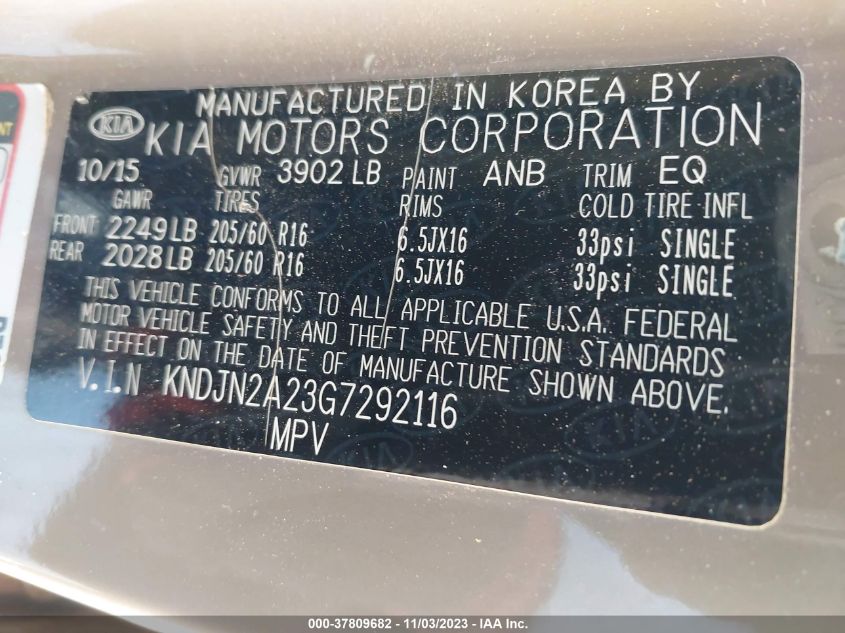 MANUFACTURED IN KOREA BY
KIA KIA MOTORS CORPORATION
10/15 GVWR 3902 LB PAINT ANB TRIM EQ
GAWR TIRES RIMS COLD TIRE INFL
FRONT 2249 LB 205/60 R16 6.5JX16 33psi SINGLE
REAR 2028 LB 205/60 R16 6.5JX16 33psi SINGLE
THIS VEHICLE CONFORMS TO ALL APPLICABLE U.S.A. FEDERAL
MOTOR VEHICLE SAFETY AND THEFT PREVENTION STANDARDS
IN EFFECT ON THE DATE OF MANUFACTURE SHOWN ABOVE.
V.I.N KNDJN2A23G7292116
MPV
000-37809682 - 11/03/2023 - IAA Inc.